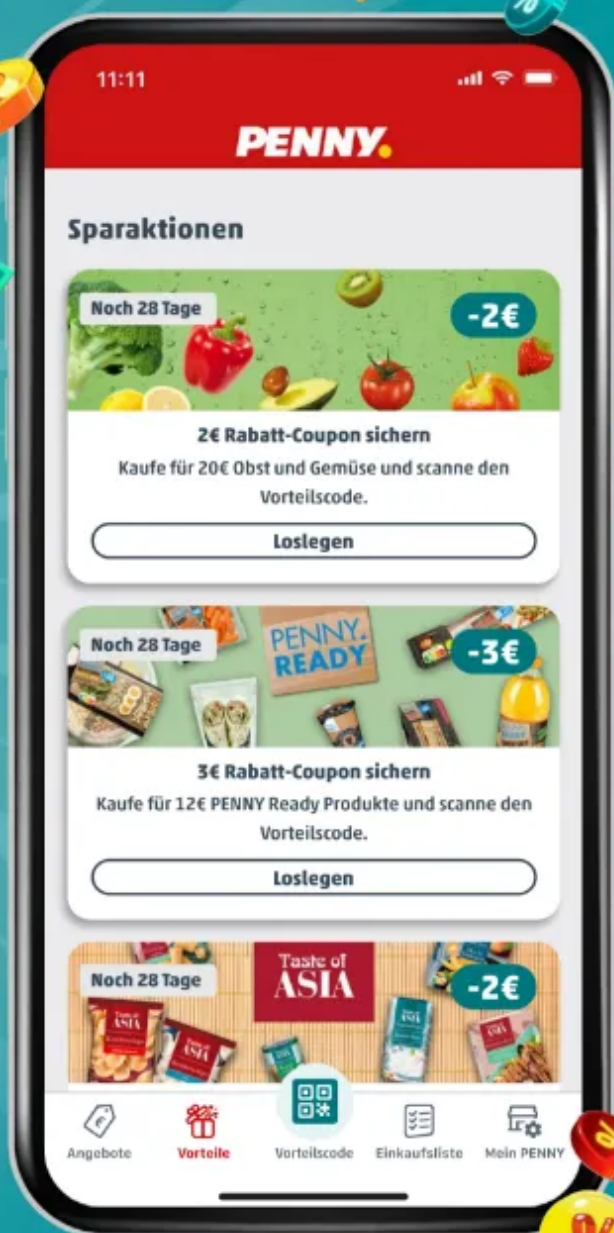 11:11
PENNY.
Sparaktionen
Noch 28 Tage
-2€
2€ Rabatt-Coupon sichern
Kaufe für 20€ Obst und Gemüse und scanne den
Vorteilscode.
Loslegen
Noch 28 Tage
PENNY.
READY
-3€
3€ Rabatt-Coupon sichern
Kaufe für 12€ PENNY Ready Produkte und scanne den
Vorteilscode.
Loslegen
Noch 28 Tage
Taste of
ASIA
-2€
ASIA
ASIA
ASIA
Angebote
Vorteile
Vorteilscode
Einkaufsliste
Mein PENNY